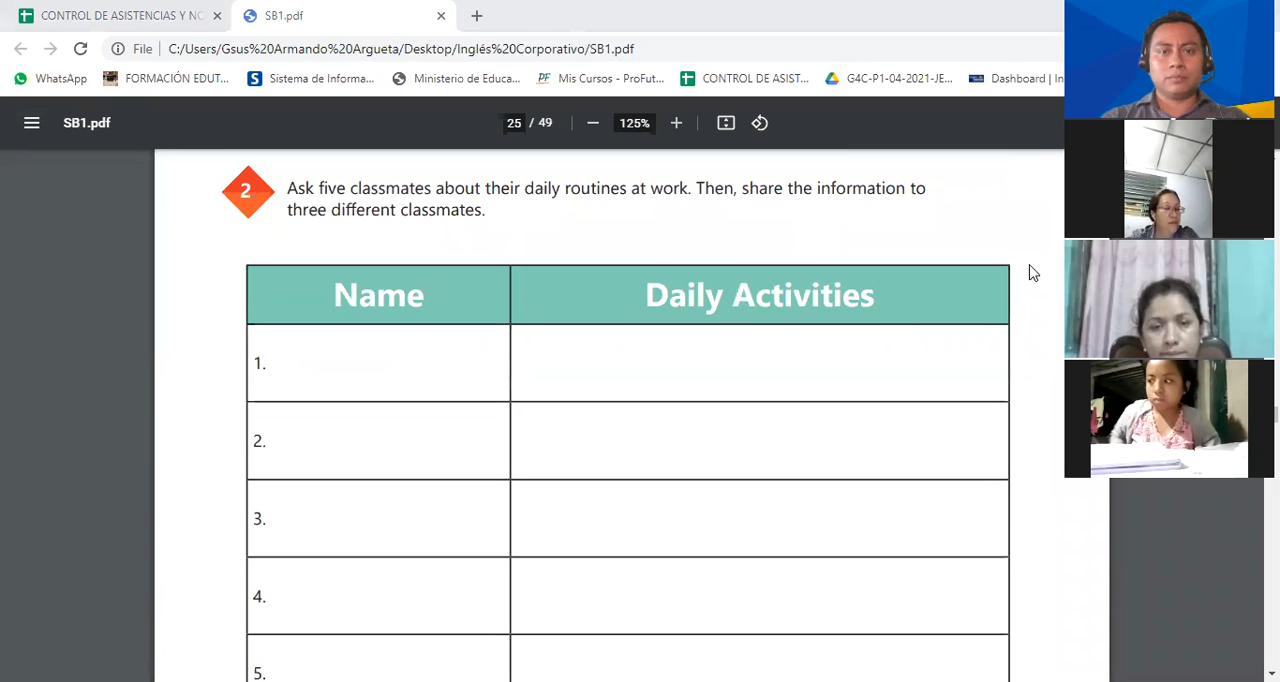 CONTROL DE ASISTENCIAS Y NO
SB1.pdf
File
C:/Users/Gsus%20Armando%20Argueta/Desktop/Inglés%20Corporativo/SB1.pdf
WhatsApp
FORMACIÓN EDUT...
Sistema de Informa...
Ministerio de Educa...
Mis Cursos - ProFut...
CONTROL DE ASIST...
G4C-P1-04-2021-JE...
Dashboard | In
SB1.pdf
25 / 49
125%
2
Ask five classmates about their daily routines at work. Then, share the information to
three different classmates.
Name
Daily Activities
1.
2.
3.
4.
5.